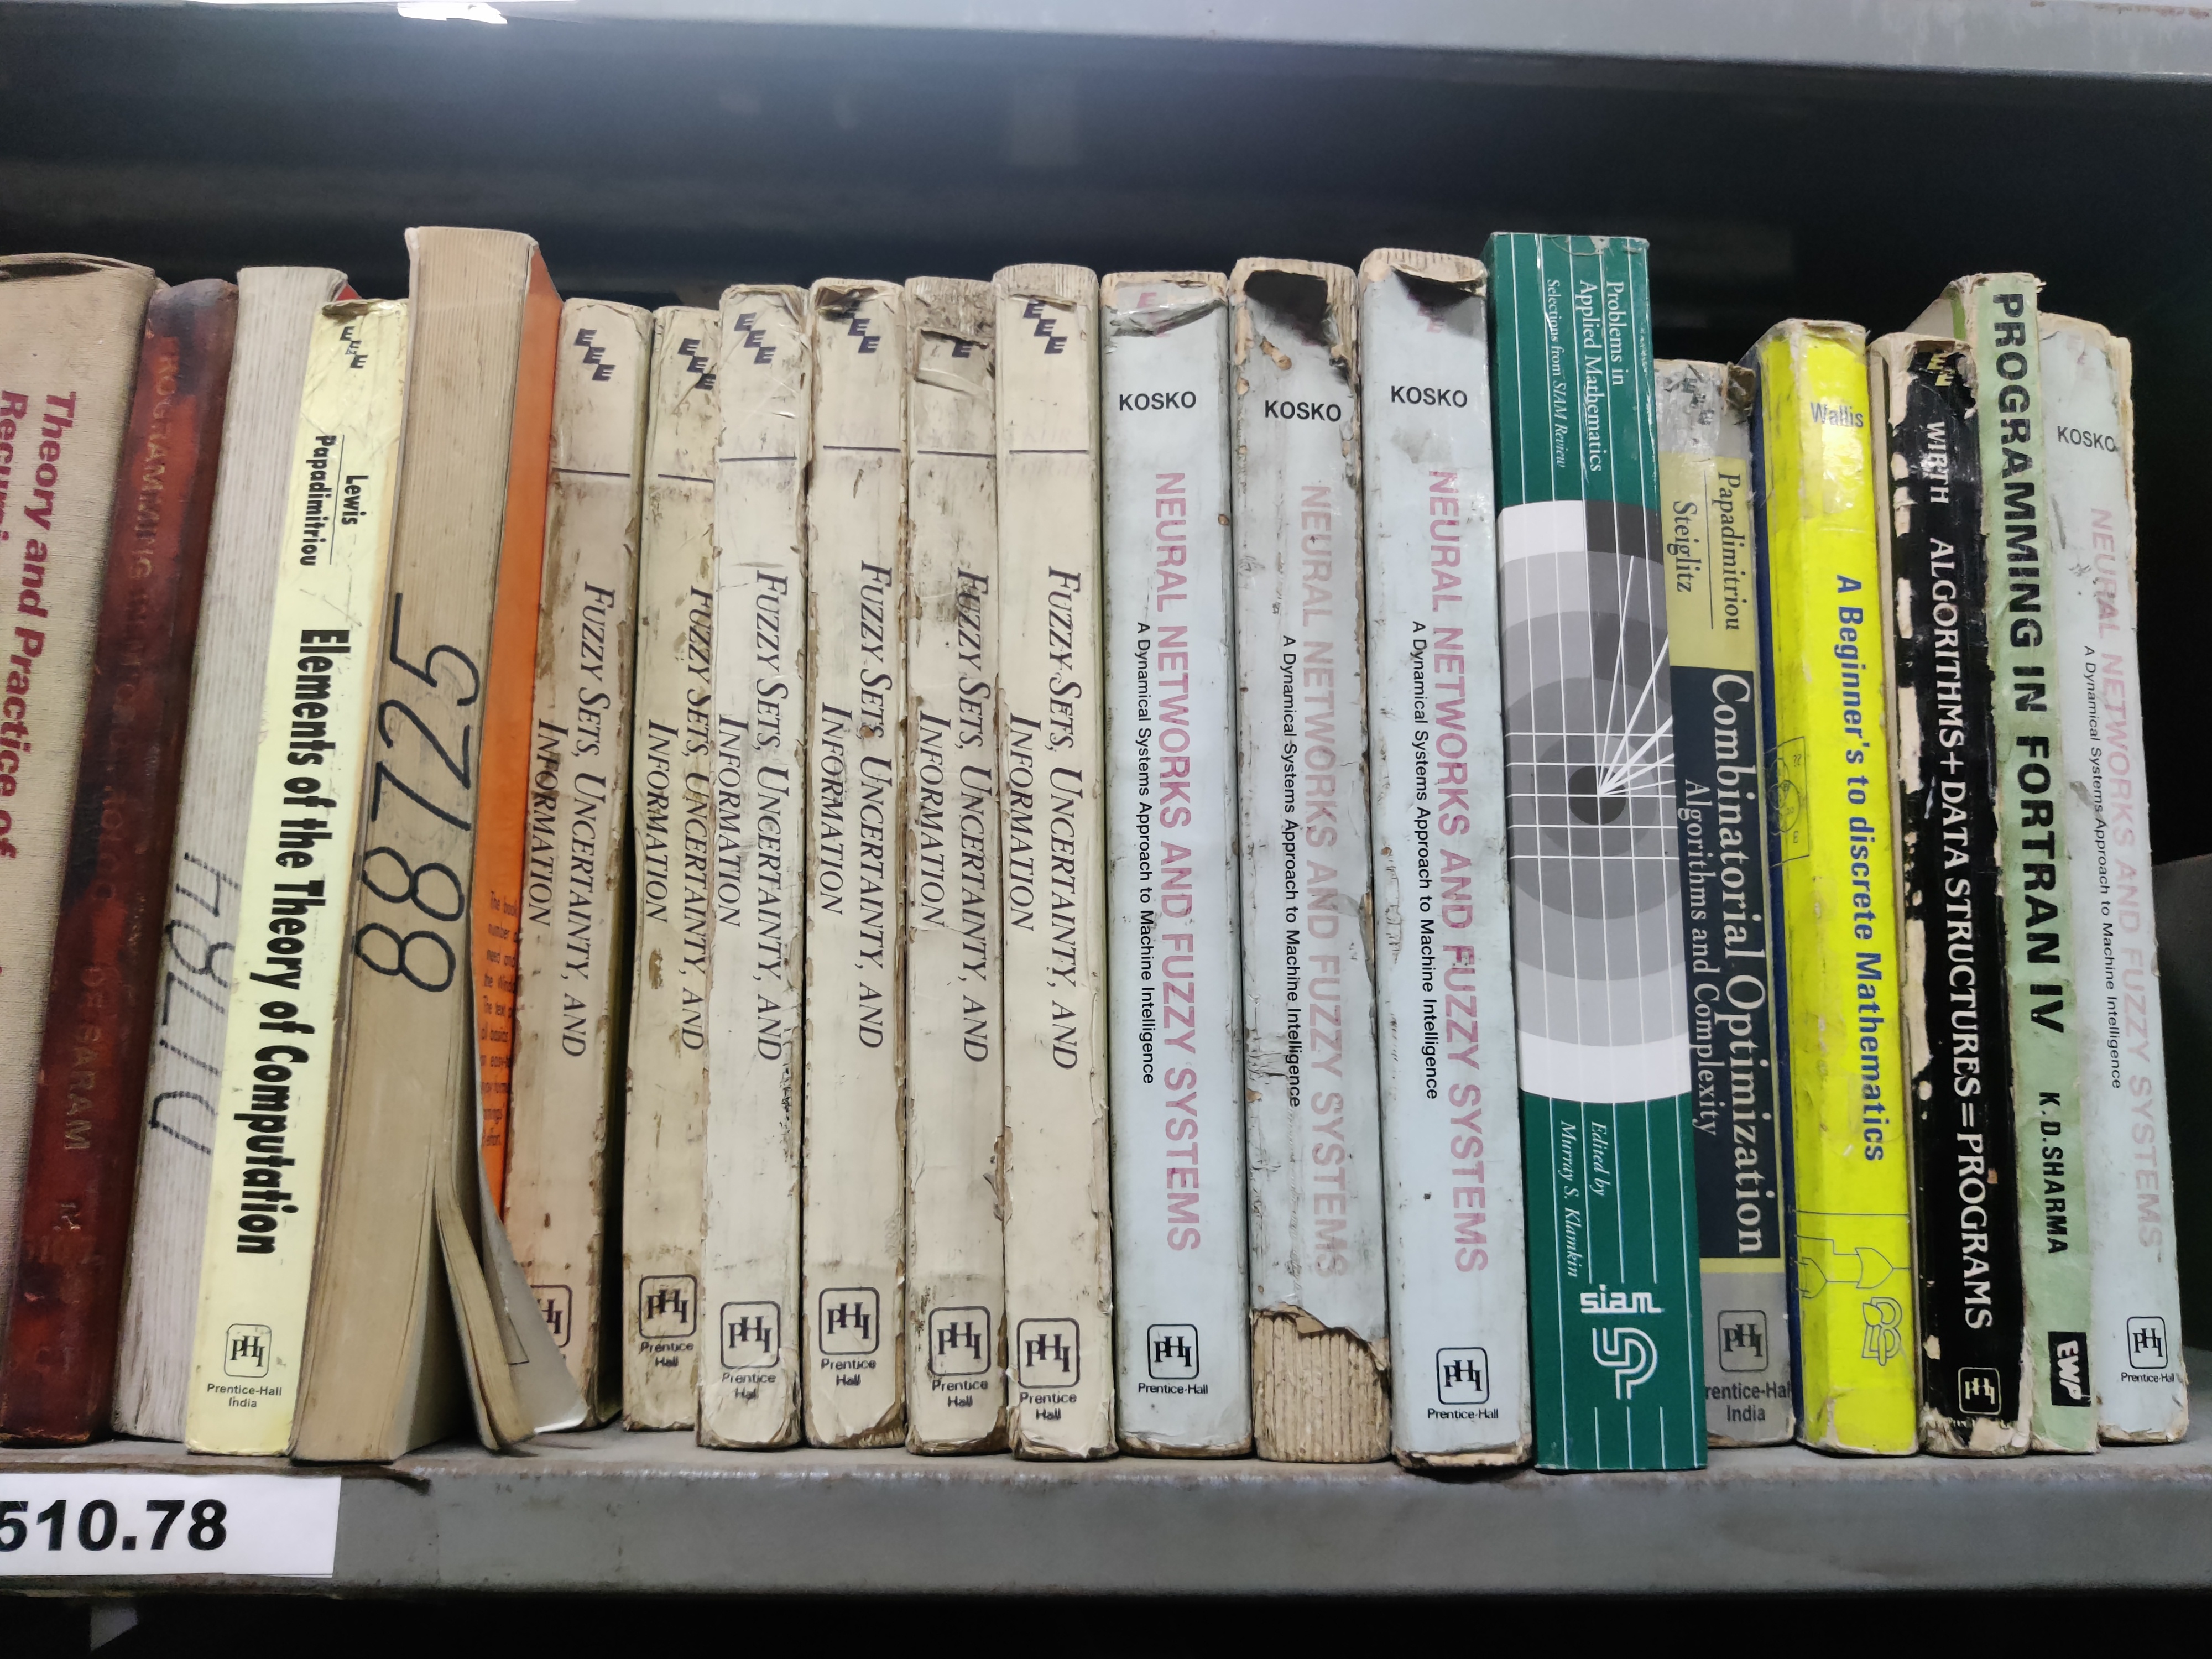 Theory and Practice of
OF SARAM
Lewis
Papadimitriou
Elements of the Theory of Computation
PHI
Prentice-Hall
India
88725
FUZZY SETS, UNCERTAINTY, AND
INFORMATION
PHI
FUZZY SETS, UNCERTAINTY, AND
INFORMATION
PHI
Prentice
Hall
FUZZY SETS, UNCERTAINTY, AND
INFORMATION
PHI
Prentice
Hall
FUZZY SETS, UNCERTAINTY, AND
INFORMATION
PHI
Prentice
Hall
FUZZY SETS, UNCERTAINTY, AND
INFORMATION
PHI
Prentice
Hall
FUZZY SETS, UNCERTAINTY, AND
INFORMATION
PHI
Prentice
Hall
KOSKO
NEURAL NETWORKS AND FUZZY SYSTEMS
A Dynamical Systems Approach to Machine Intelligence
PHI
Prentice-Hall
KOSKO
NEURAL NETWORKS AND FUZZY SYSTEMS
A Dynamical Systems Approach to Machine Intelligence
KOSKO
NEURAL NETWORKS AND FUZZY SYSTEMS
A Dynamical Systems Approach to Machine Intelligence
PHI
Prentice-Hall
Problems in
Applied Mathematics
Selections from SIAM Review
Edited by
Murray S. Klamkin
siam
Papadimitriou
Steiglitz
Combinatorial Optimization
Algorithms and Complexity
PHI
rentice-Hal
India
Wallis
A Beginner's to discrete Mathematics
WIRTH ALGORITHMS + DATA STRUCTURES = PROGRAMS
PHI
PROGRAMMING IN FORTRAN IV K.D.SHARMA
EWP
KOSKO
NEURAL NETWORKS AND FUZZY SYSTEMS
A Dynamical Systems Approach to Machine Intelligence
PHI
Prentice-Hal
510.78